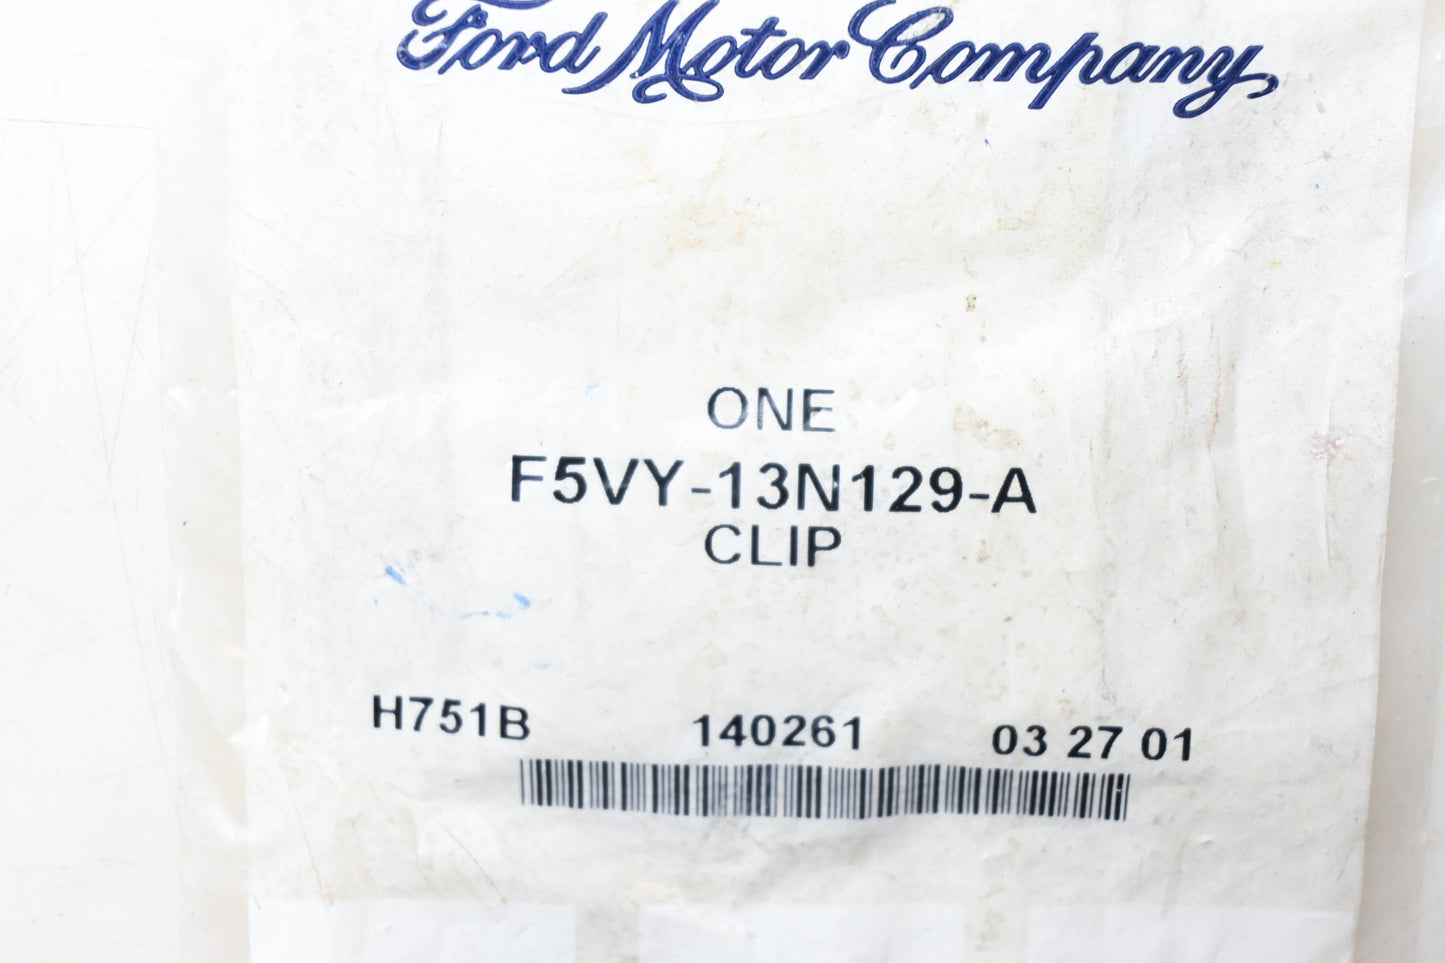 Ford Motor Company
ONE
F5VY-13N129-A
CLIP
H751B 140261 03 27 01